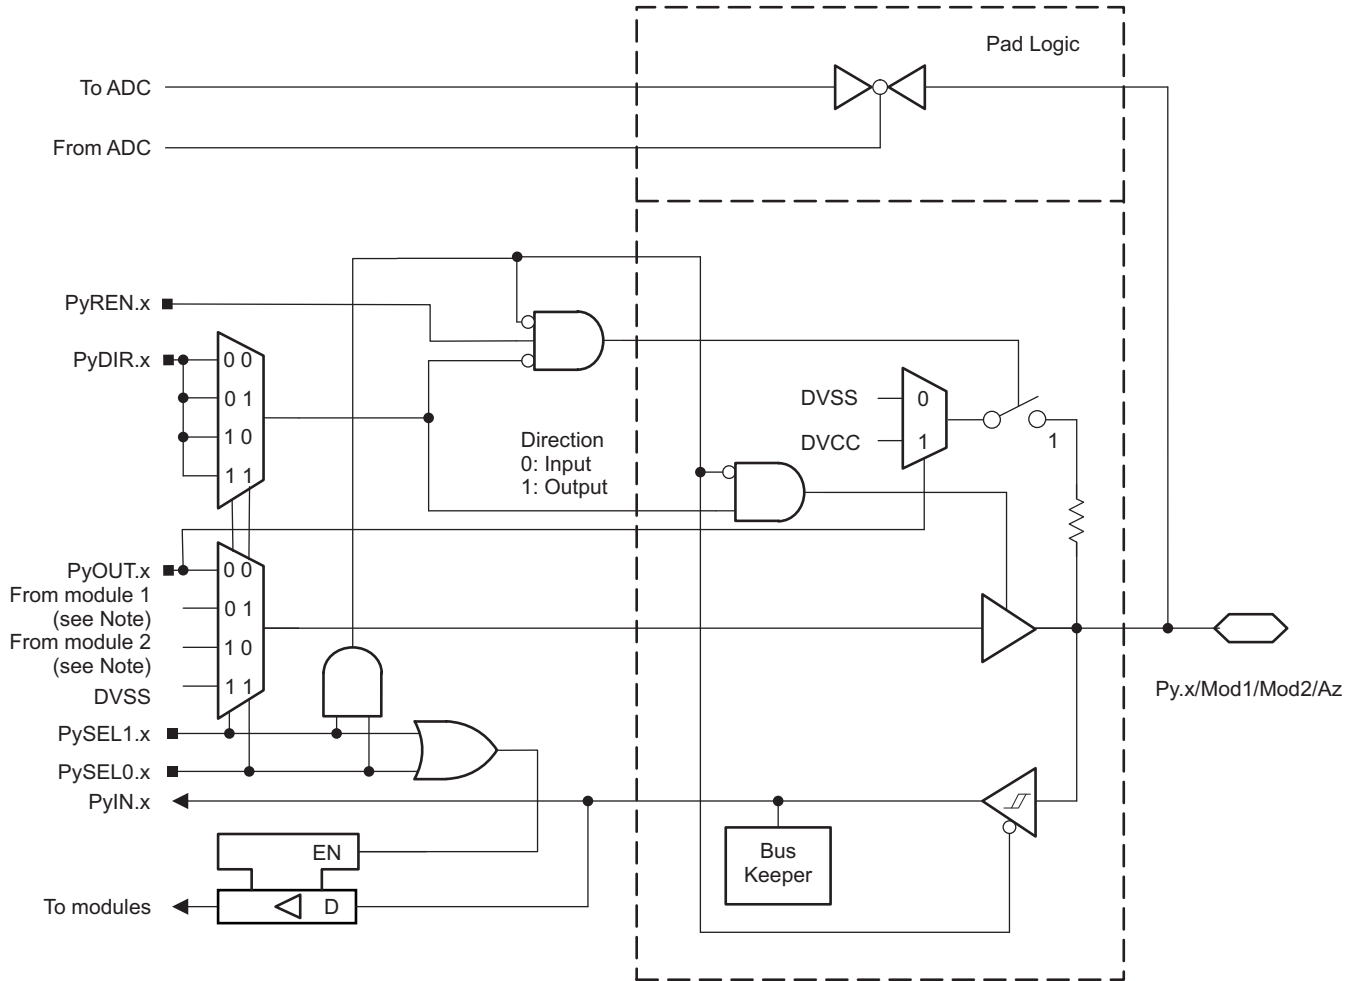 Pad Logic
To ADC
From ADC
PyREN.x
PyDIR.x
0 0
0 1
1 0
1 1
Direction
0: Input
1: Output
DVSS
0
DVCC
1
1
PyOUT.x
From module 1
(see Note)
From module 2
(see Note)
DVSS
0 0
0 1
1 0
1 1
Py.x/Mod1/Mod2/Az
PySEL1.x
PySEL0.x
PyIN.x
Bus
Keeper
EN
D
To modules